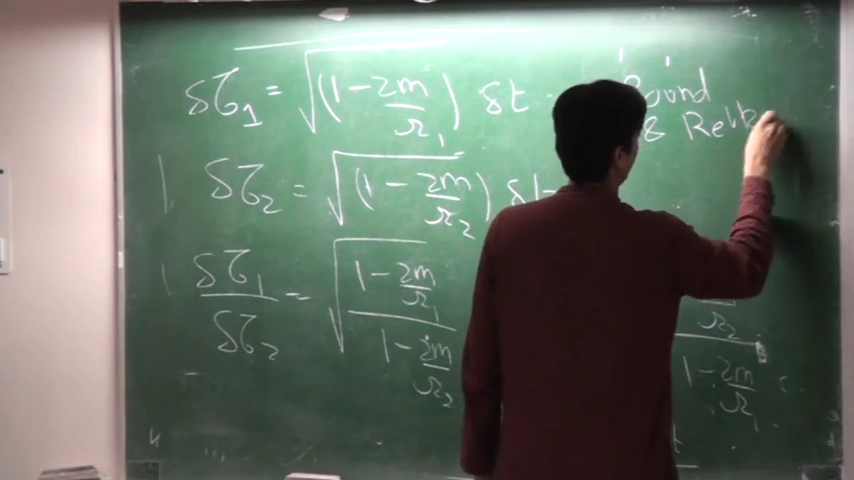 δτ₁ = √(1 - 2m/r₁) δt
Pound
& Reb
δτ₂ = √(1 - 2m/r₂) δt
δτ₁/δτ₂ = √((1 - 2m/r₁)/(1 - 2m/r₂))
r₂
1 - 2m/r₁